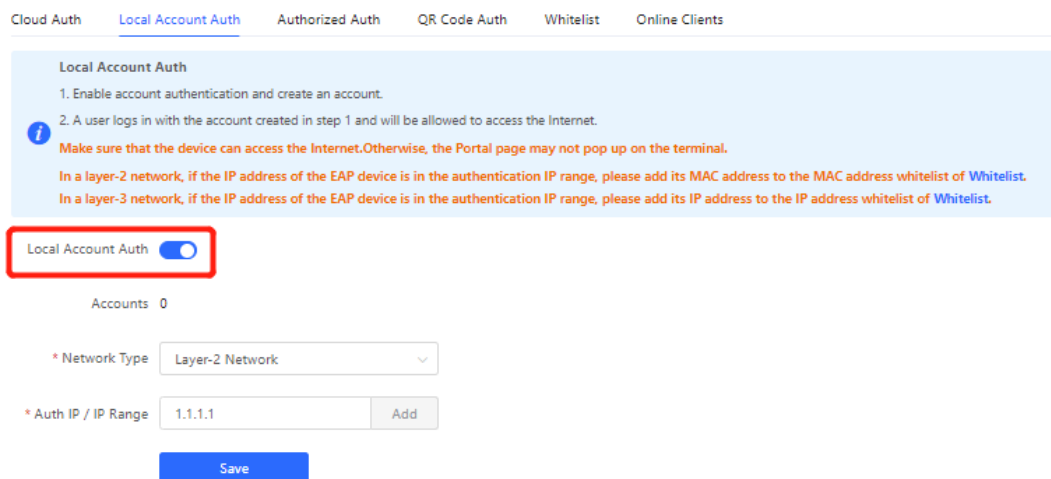 Cloud Auth Local Account Auth Authorized Auth QR Code Auth Whitelist Online Clients
Local Account Auth
1. Enable account authentication and create an account.
2. A user logs in with the account created in step 1 and will be allowed to access the Internet.
Make sure that the device can access the Internet.Otherwise, the Portal page may not pop up on the terminal.
In a layer-2 network, if the IP address of the EAP device is in the authentication IP range, please add its MAC address to the MAC address whitelist of Whitelist.
In a layer-3 network, if the IP address of the EAP device is in the authentication IP range, please add its IP address to the IP address whitelist of Whitelist.
Local Account Auth
Accounts 0
* Network Type Layer-2 Network
* Auth IP / IP Range 1.1.1.1 Add
Save